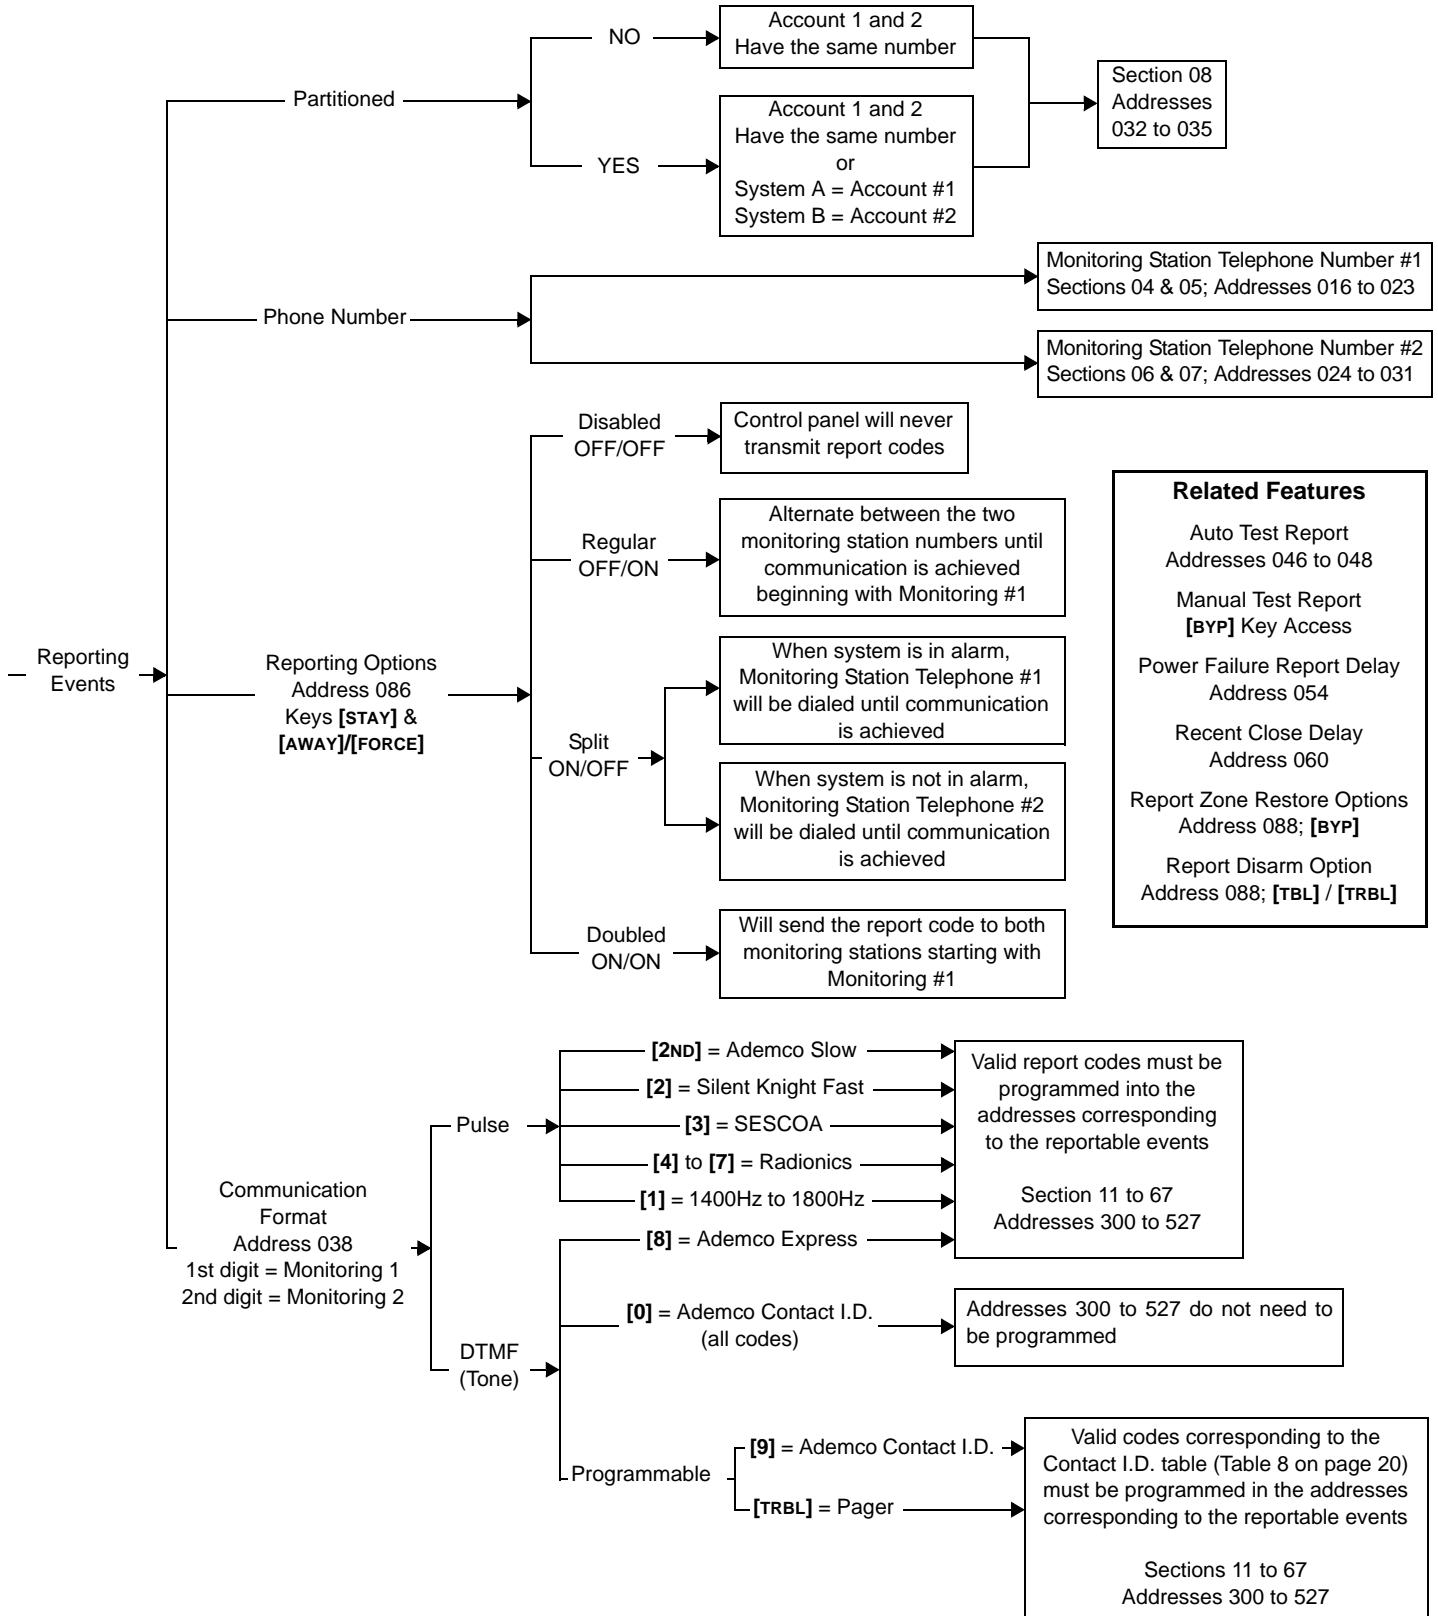 Partitioned
NO
Account 1 and 2
Have the same number
YES
Account 1 and 2
Have the same number
or
System A = Account #1
System B = Account #2
Section 08
Addresses
032 to 035
Phone Number
Monitoring Station Telephone Number #1
Sections 04 & 05; Addresses 016 to 023
Monitoring Station Telephone Number #2
Sections 06 & 07; Addresses 024 to 031
Reporting
Events
Reporting Options
Address 086
Keys [STAY] &
[AWAY]/[FORCE]
Disabled
OFF/OFF
Control panel will never
transmit report codes
Regular
OFF/ON
Alternate between the two
monitoring station numbers until
communication is achieved
beginning with Monitoring #1
Split
ON/OFF
When system is in alarm,
Monitoring Station Telephone #1
will be dialed until communication
is achieved
When system is not in alarm,
Monitoring Station Telephone #2
will be dialed until communication
is achieved
Doubled
ON/ON
Will send the report code to both
monitoring stations starting with
Monitoring #1
Related Features
Auto Test Report
Addresses 046 to 048
Manual Test Report
[BYP] Key Access
Power Failure Report Delay
Address 054
Recent Close Delay
Address 060
Report Zone Restore Options
Address 088; [BYP]
Report Disarm Option
Address 088; [TBL] / [TRBL]
Communication
Format
Address 038
1st digit = Monitoring 1
2nd digit = Monitoring 2
Pulse
[2ND] = Ademco Slow
[2] = Silent Knight Fast
[3] = SESCOA
[4] to [7] = Radionics
[1] = 1400Hz to 1800Hz
[8] = Ademco Express
Valid report codes must be
programmed into the
addresses corresponding
to the reportable events
Section 11 to 67
Addresses 300 to 527
DTMF
(Tone)
[0] = Ademco Contact I.D.
(all codes)
Addresses 300 to 527 do not need to
be programmed
Programmable
[9] = Ademco Contact I.D.
[TRBL] = Pager
Valid codes corresponding to the
Contact I.D. table (Table 8 on page 20)
must be programmed in the addresses
corresponding to the reportable events
Sections 11 to 67
Addresses 300 to 527